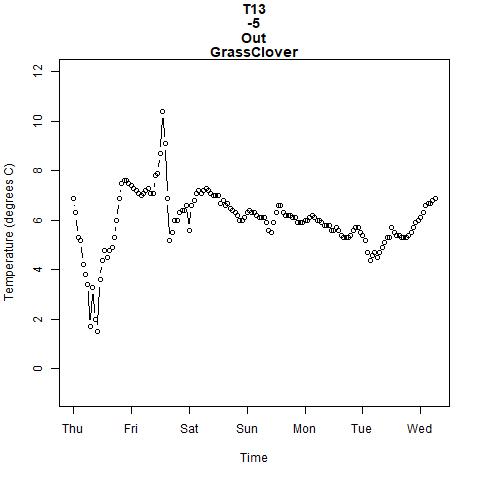 T13
-5
Out
GrassClover
Temperature (degrees C)
12
10
8
6
4
2
0
Thu Fri Sat Sun Mon Tue Wed
Time